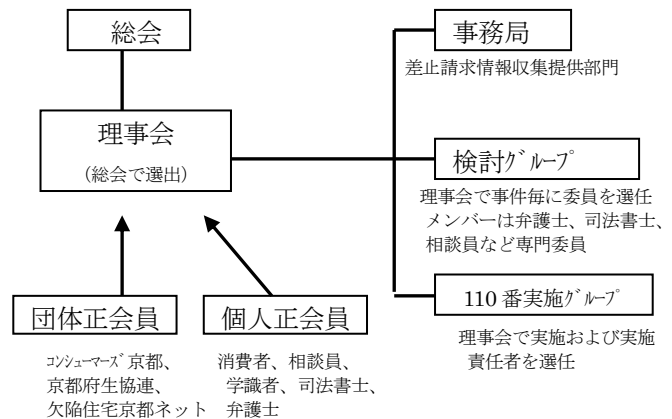 総会
理事会
(総会で選出)
団体正会員
コンシューマーズ京都、
京都府生協連、
欠陥住宅京都ネット
個人正会員
消費者、相談員、
学識者、司法書士、
弁護士
事務局
差止請求情報収集提供部門
検討グループ
理事会で事件毎に委員を選任
メンバーは弁護士、司法書士、
相談員など専門委員
110番実施グループ
理事会で実施および実施
責任者を選任